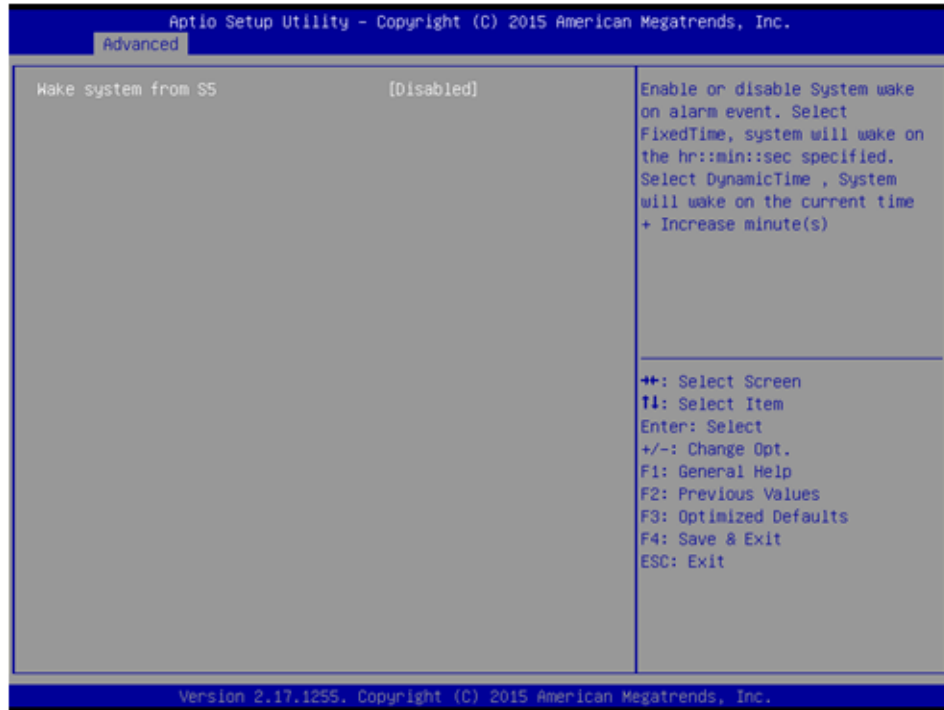 Aptio Setup Utility – Copyright (C) 2015 American Megatrends, Inc.
Advanced
Wake system from S5 [Disabled]
Enable or disable System wake
on alarm event. Select
FixedTime, system will wake on
the hr::min::sec specified.
Select DynamicTime , System
will wake on the current time
+ Increase minute(s)
→←: Select Screen
↑↓: Select Item
Enter: Select
+/-: Change Opt.
F1: General Help
F2: Previous Values
F3: Optimized Defaults
F4: Save & Exit
ESC: Exit
Version 2.17.1255. Copyright (C) 2015 American Megatrends, Inc.